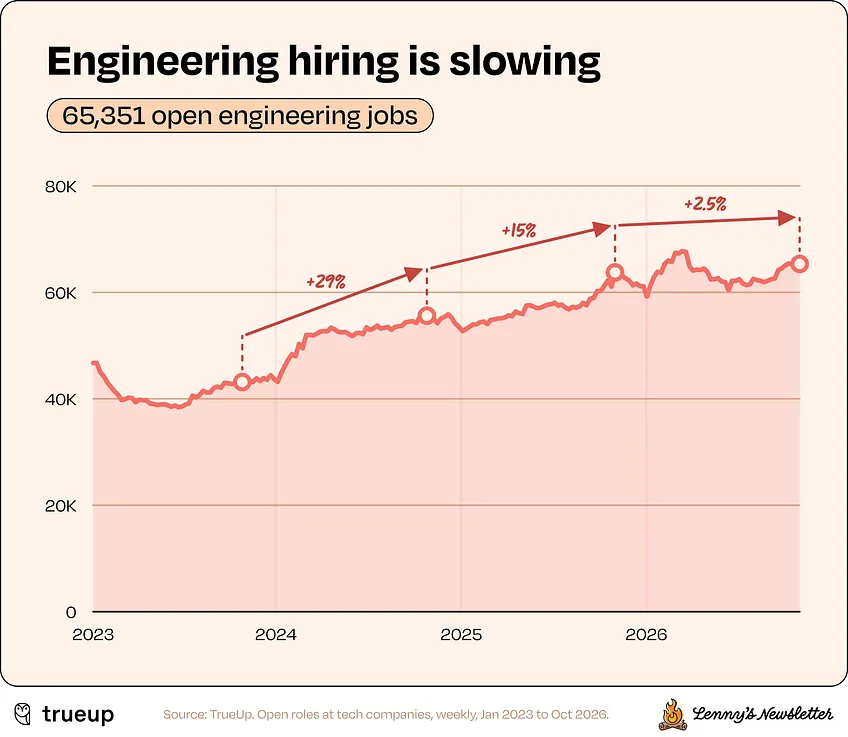 Engineering hiring is slowing
65,351 open engineering jobs
80K
60K
40K
20K
0
+29%
+15%
+2.5%
2023
2024
2025
2026
trueup
Source: TrueUp. Open roles at tech companies, weekly, Jan 2023 to Oct 2026.
Lenny's Newsletter